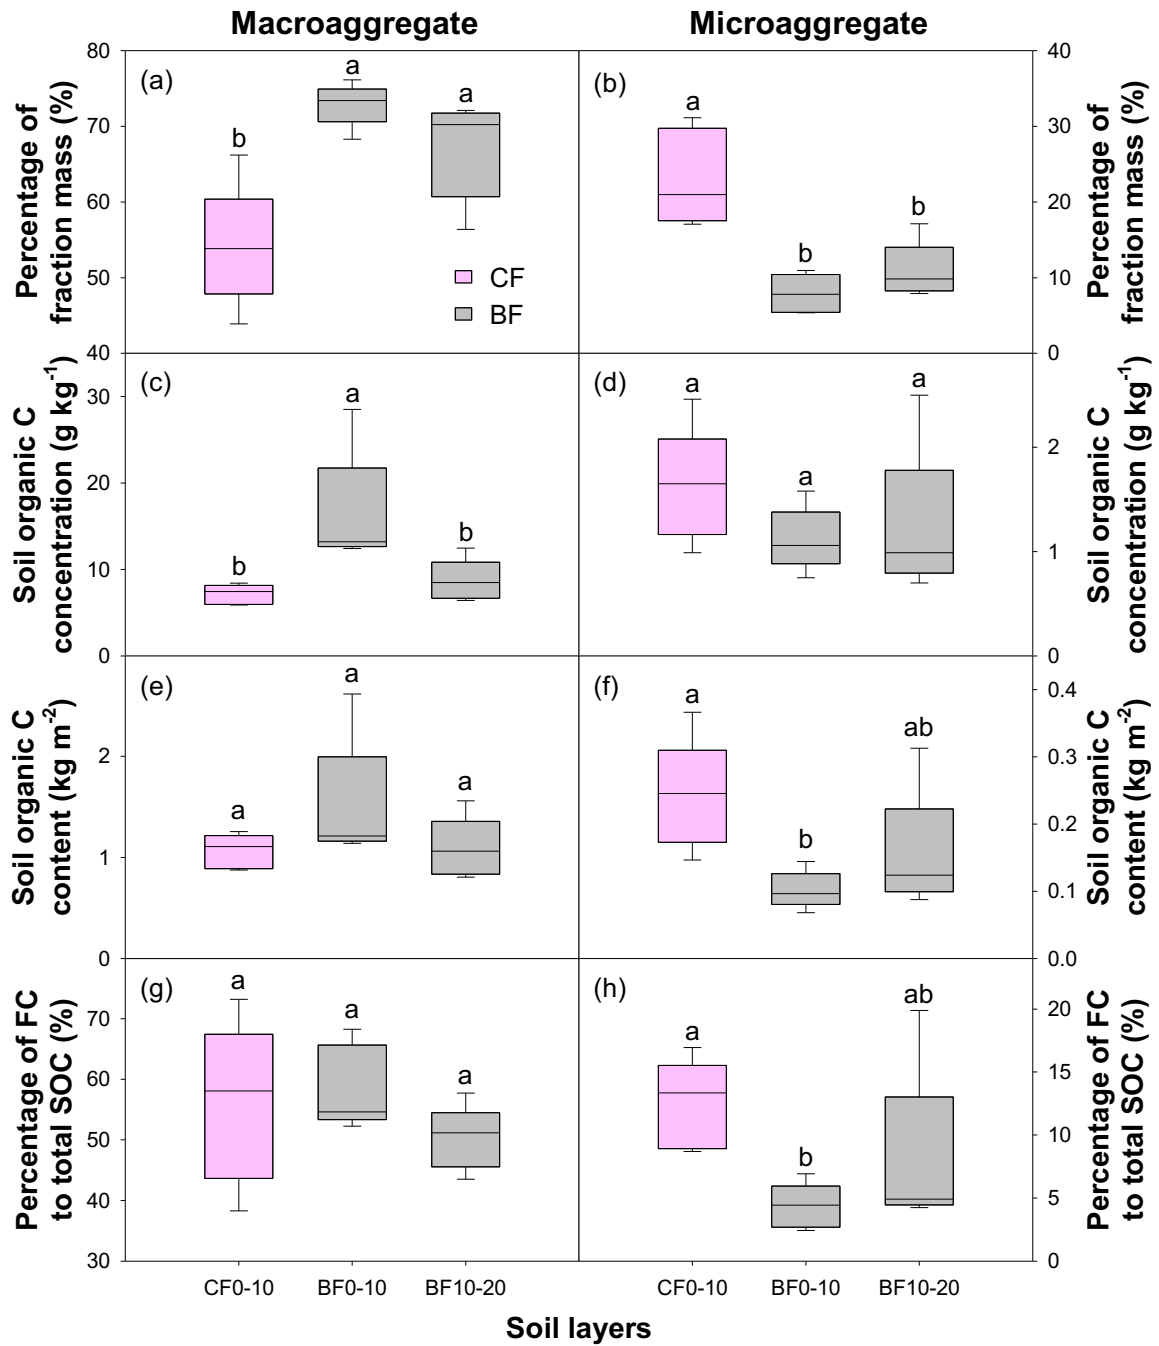 Macroaggregate
Microaggregate
Percentage of
fraction mass (%)
80
70
60
50
40
(a)
b
a
a
CF
BF
(b)
a
b
b
40
30
20
10
0
Percentage of
fraction mass (%)
Soil organic C
concentration (g kg-1)
30
20
10
0
(c)
b
a
b
(d)
a
a
a
2
1
0
Soil organic C
concentration (g kg-1)
Soil organic C
content (kg m-2)
2
1
0
(e)
a
a
a
(f)
a
b
ab
0.4
0.3
0.2
0.1
0.0
Soil organic C
content (kg m-2)
Percentage of FC
to total SOC (%)
70
60
50
40
30
(g)
a
a
a
(h)
a
b
ab
20
15
10
5
0
Percentage of FC
to total SOC (%)
CF0-10 BF0-10 BF10-20
CF0-10 BF0-10 BF10-20
Soil layers